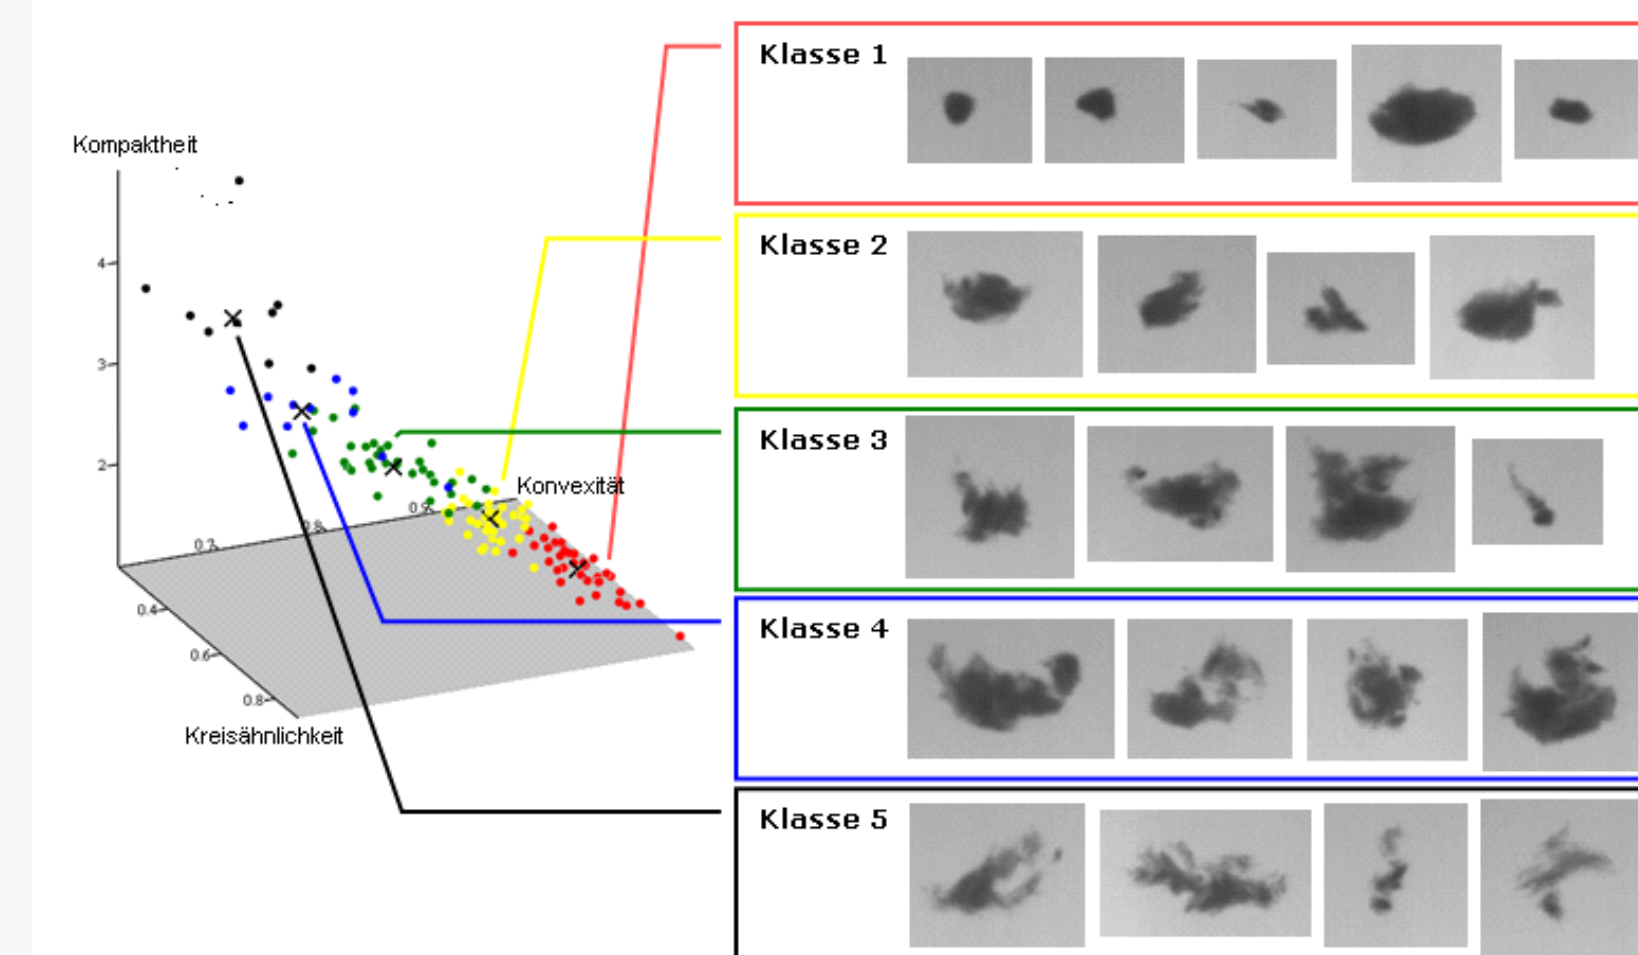 Kompaktheit
4
3
2
Konvexität
0.9
0.8
0.7
0.4
0.6
0.8
Kreisähnlichkeit
Klasse 1
Klasse 2
Klasse 3
Klasse 4
Klasse 5